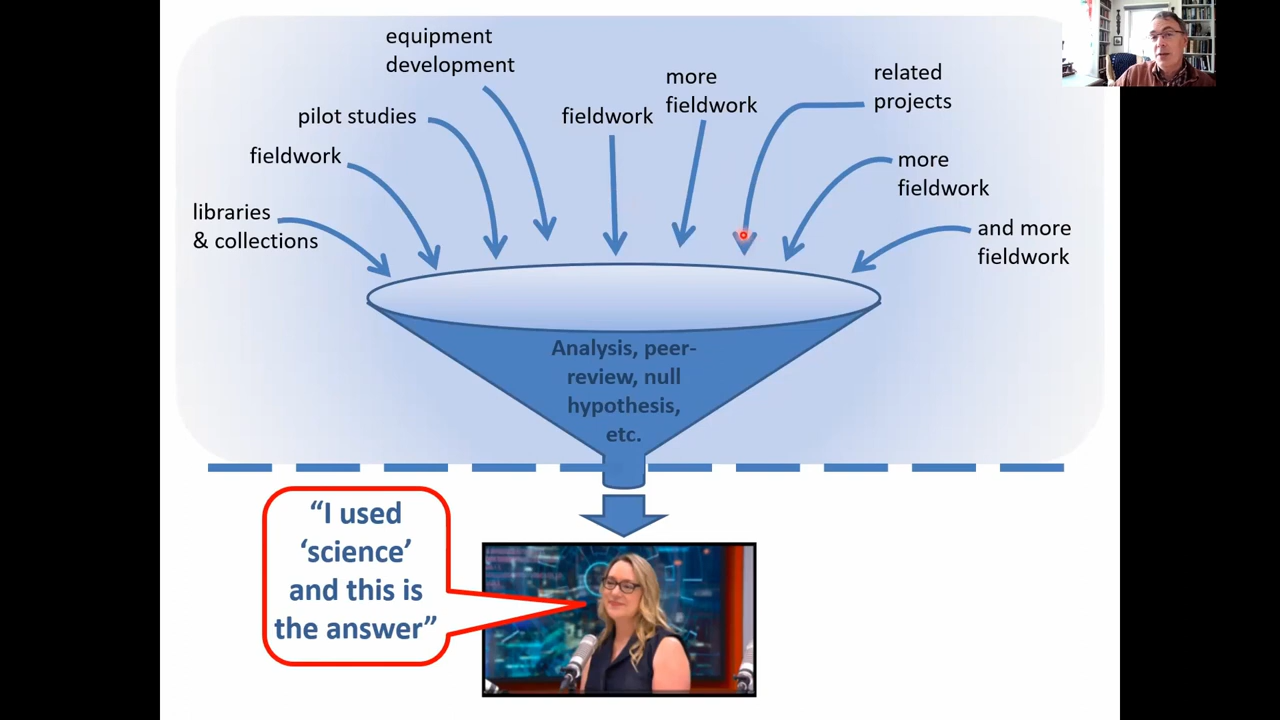 equipment
development
more
fieldwork
related
projects
pilot studies
fieldwork
fieldwork
more
fieldwork
libraries
& collections
and more
fieldwork
Analysis, peer-
review, null
hypothesis,
etc.
“I used
‘science’
and this is
the answer”